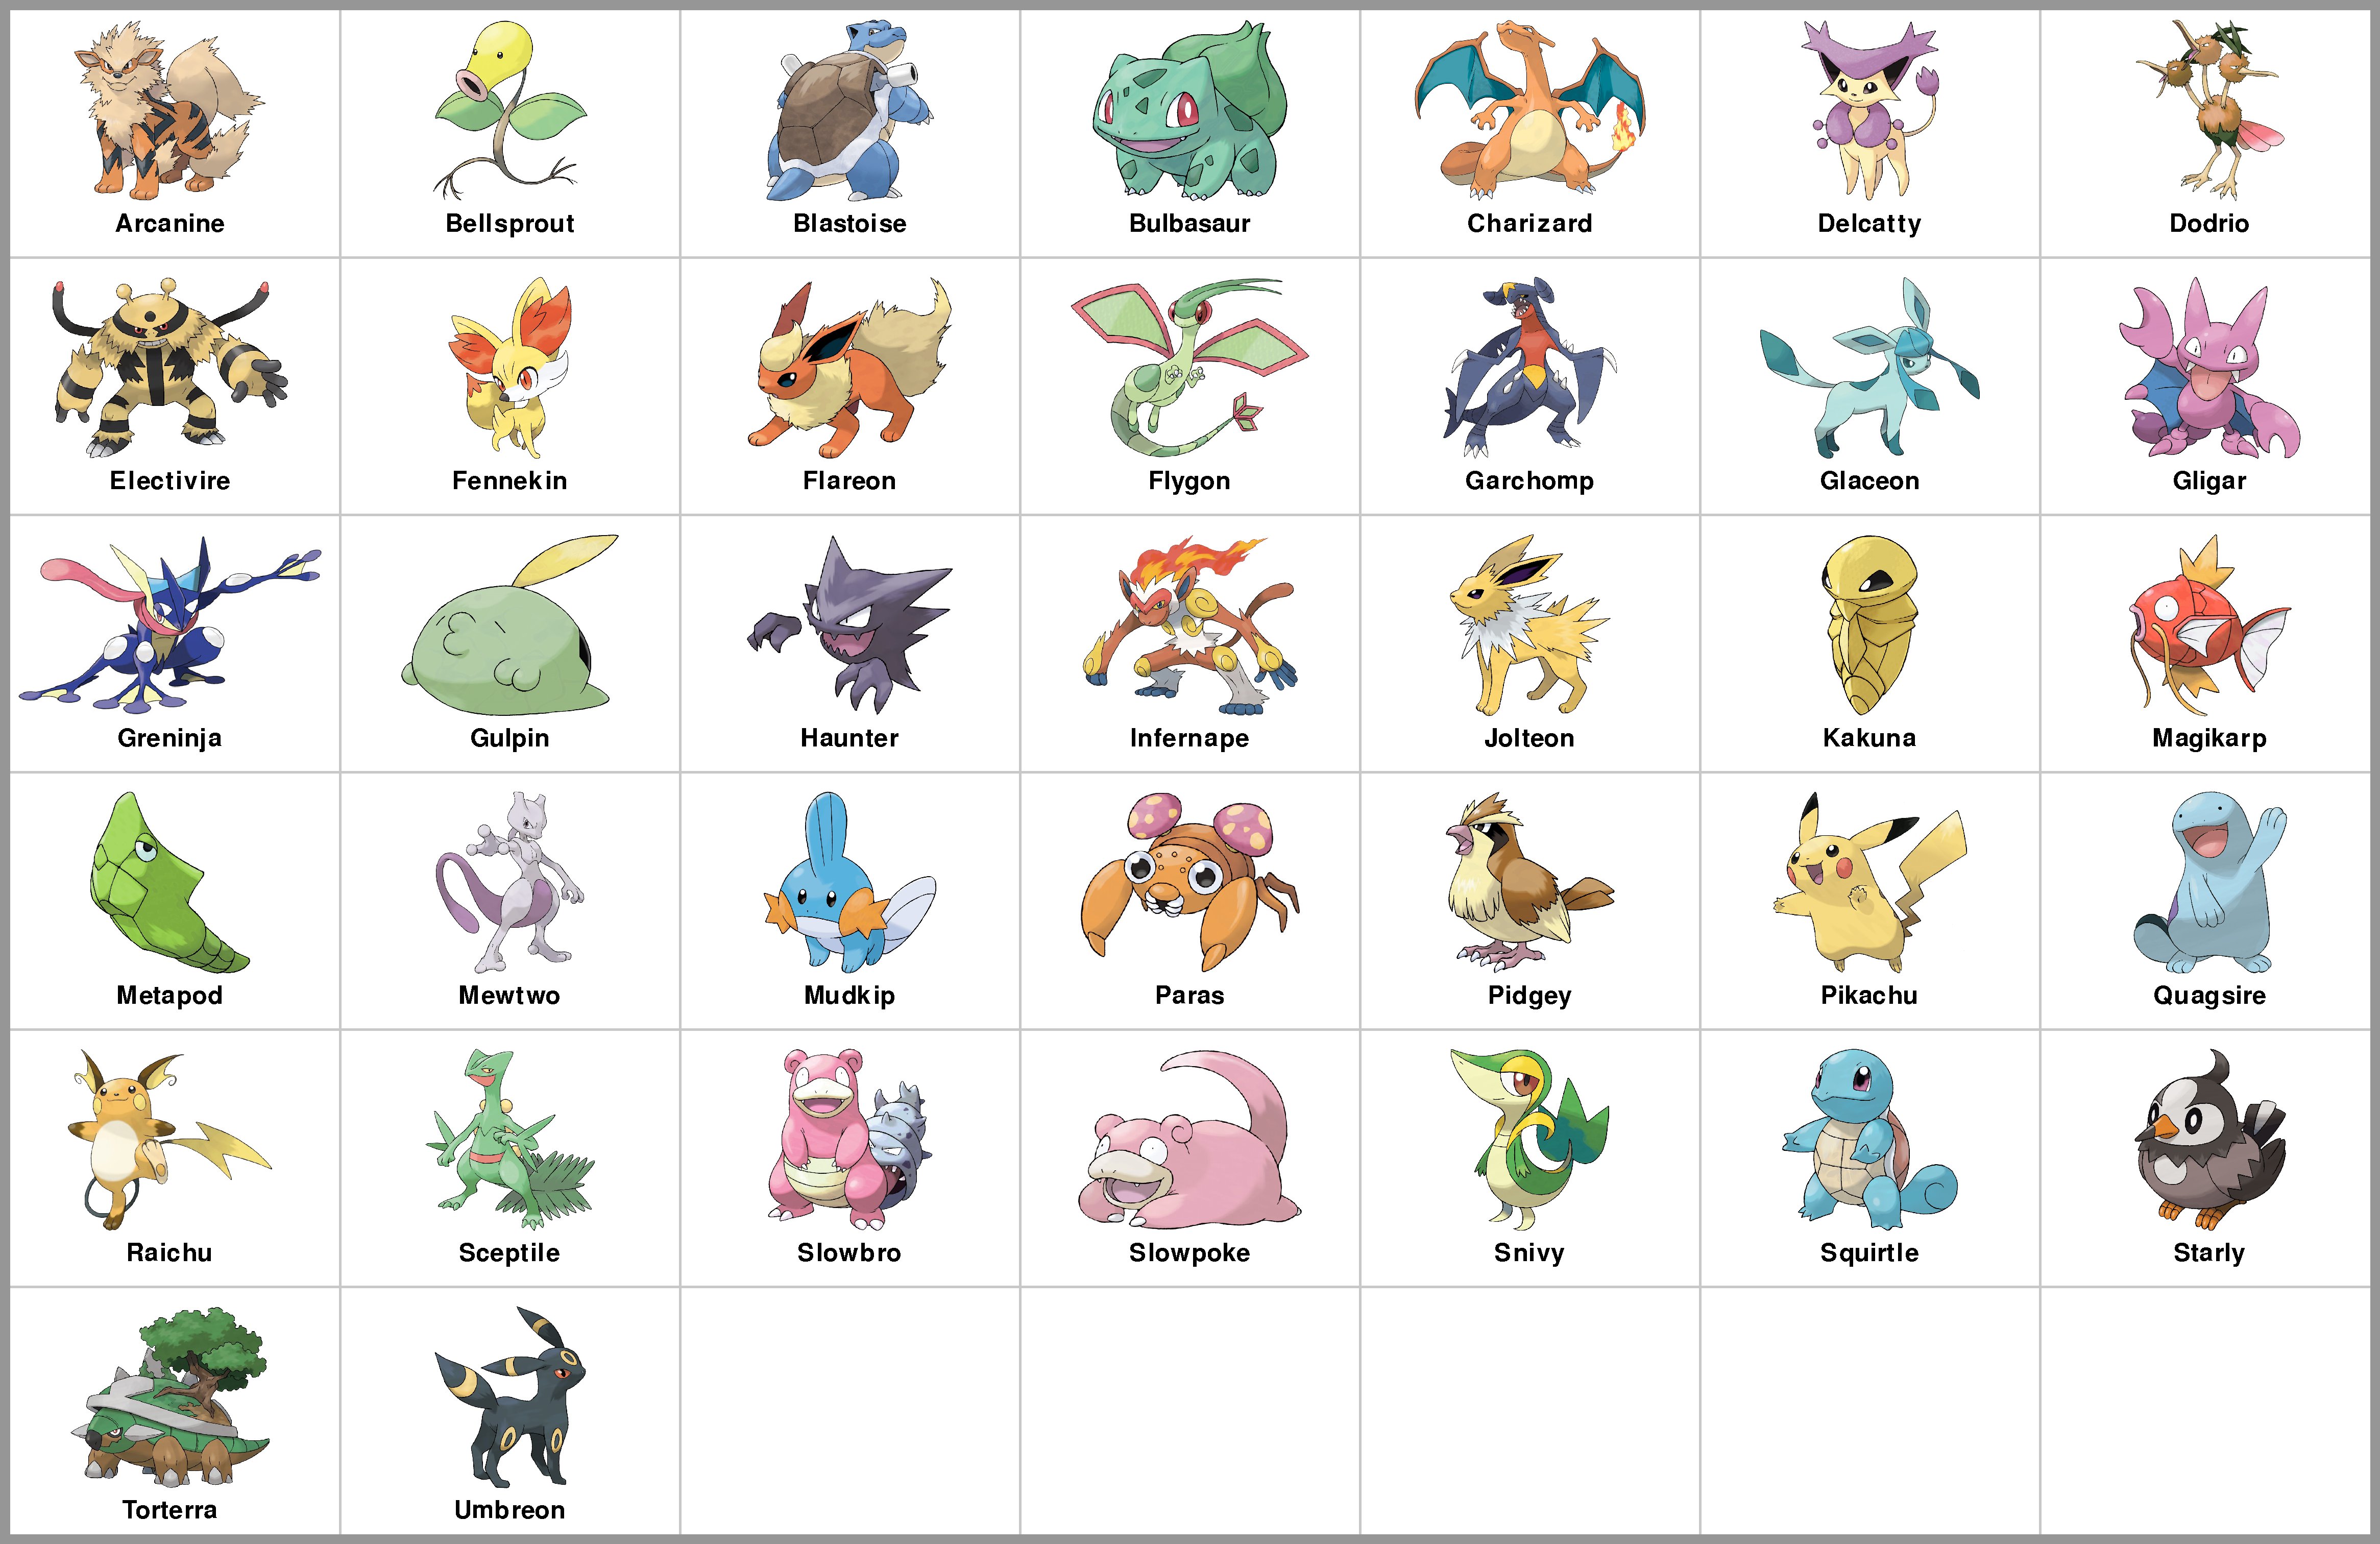 Arcanine
Bellsprout
Blastoise
Bulbasaur
Charizard
Delcatty
Dodrio
Electivire
Fennekin
Flareon
Flygon
Garchomp
Glaceon
Gligar
Greninja
Gulpin
Haunter
Infernape
Jolteon
Kakuna
Magikarp
Metapod
Mewtwo
Mudkip
Paras
Pidgey
Pikachu
Quagsire
Raichu
Sceptile
Slowbro
Slowpoke
Snivy
Squirtle
Starly
Torterra
Umbreon